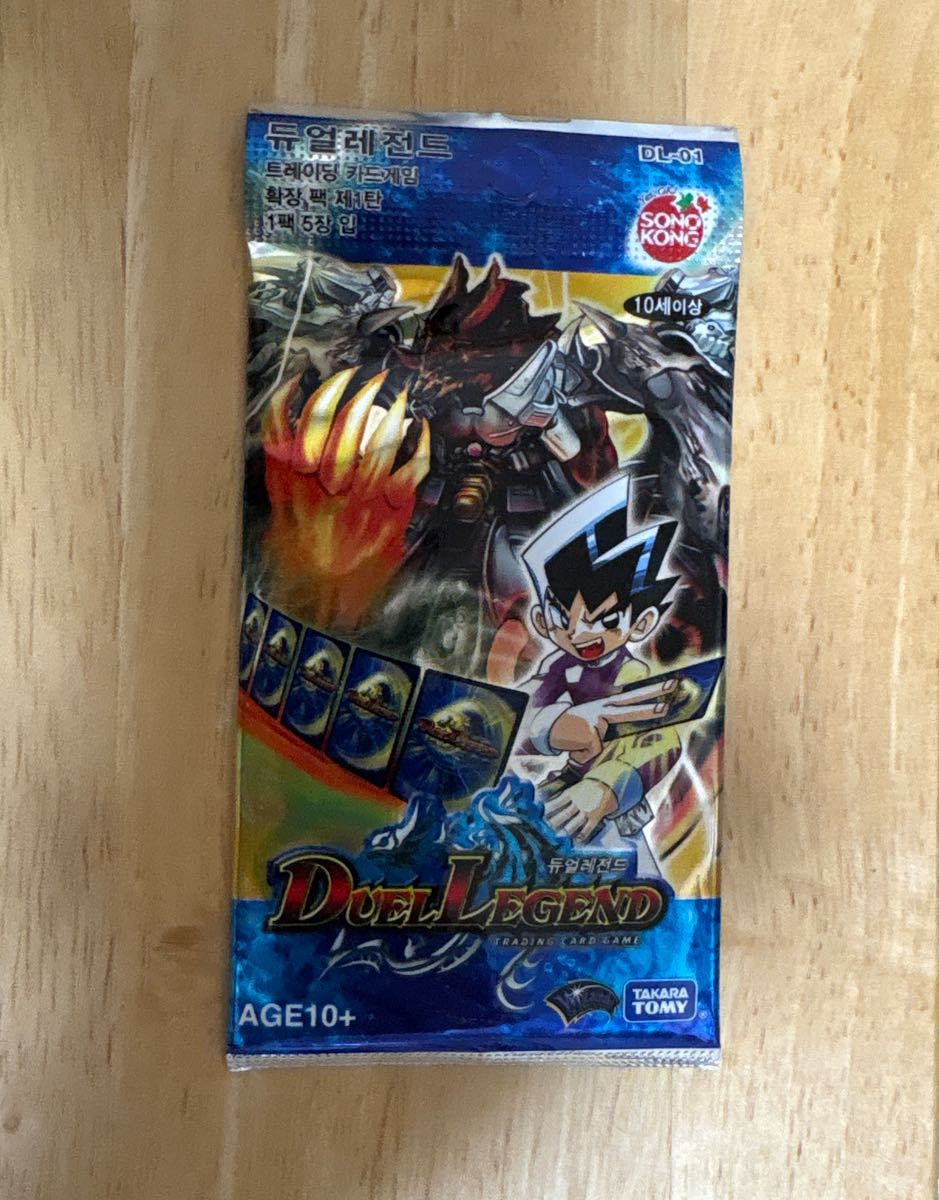 듀얼레전드
트레이딩 카드게임
확장 팩 제1탄
1팩 5장 입
DL-01
SONO
KONG
10세이상
듀얼레전드
DUEL LEGEND
TRADING CARD GAME
AGE10+
TAKARA
TOMY